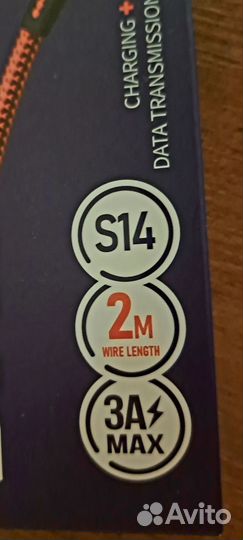 CHARGING +
DATA TRANSMISSION
S14
2M
WIRE LENGTH
3A
MAX
Avito